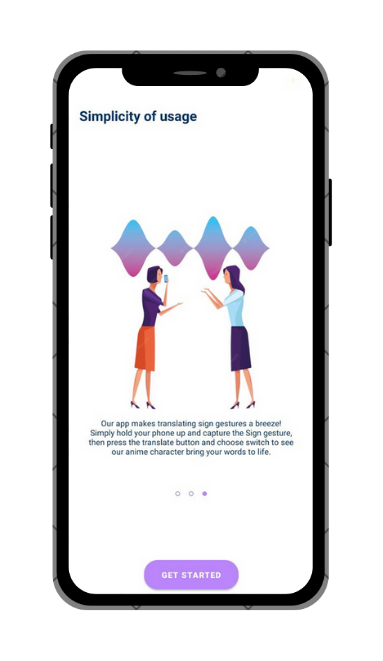 Simplicity of usage
Our app makes translating sign gestures a breeze!
Simply hold your phone up and capture the Sign gesture,
then press the translate button and choose switch to see
our anime character bring your words to life.
GET STARTED